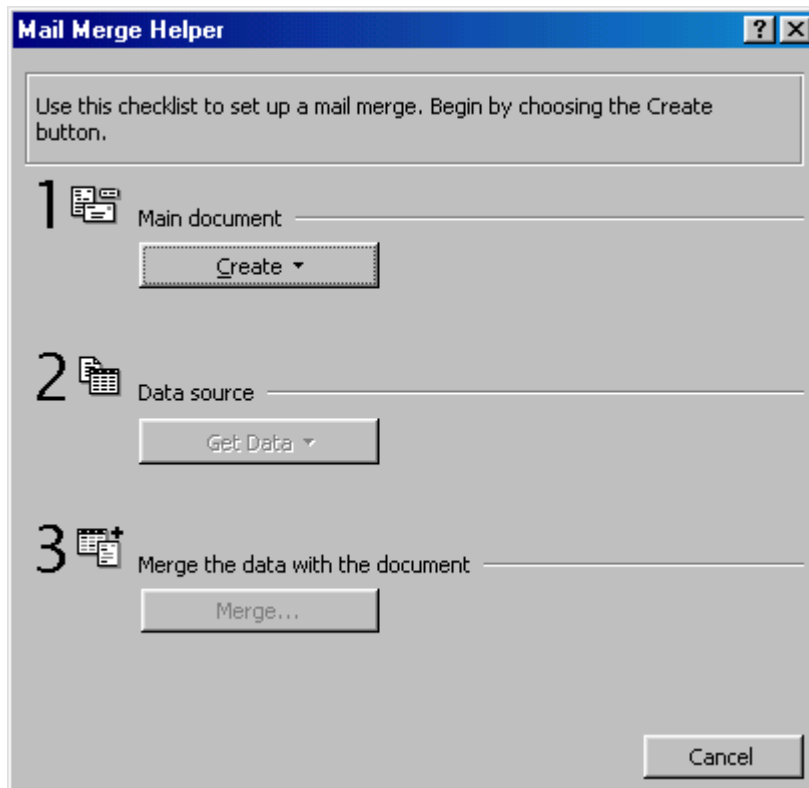 Mail Merge Helper
Use this checklist to set up a mail merge. Begin by choosing the Create
button.
1 Main document
Create
2 Data source
Get Data
3 Merge the data with the document
Merge...
Cancel